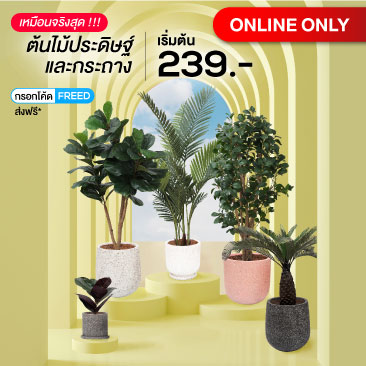 เหมือนจริงสุด !!!
ONLINE ONLY
ต้นไม้ประดิษฐ์
และกระถาง
เริ่มต้น
239.-
กรอกโค้ด FREED
ส่งฟรี*